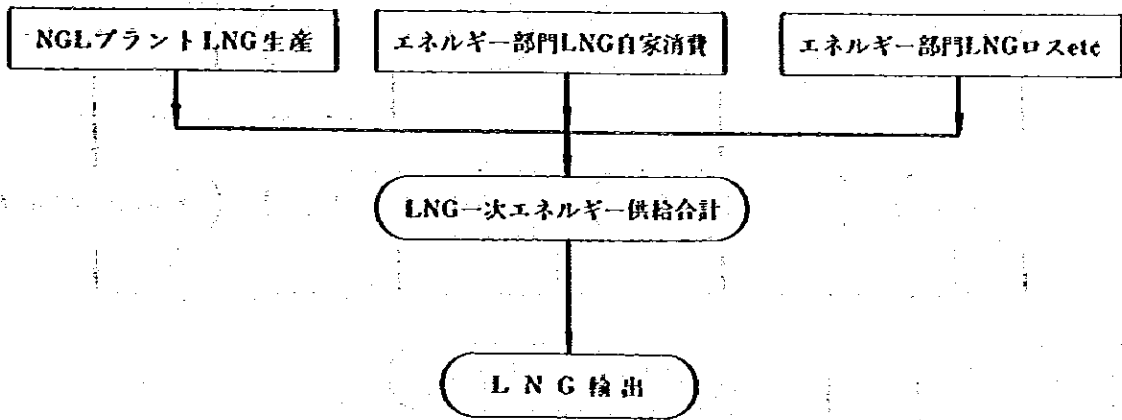 NGLプラントLNG生産
エネルギー部門LNG自家消費
エネルギー部門LNGロスetc
LNG一次エネルギー供給合計
LNG輸出